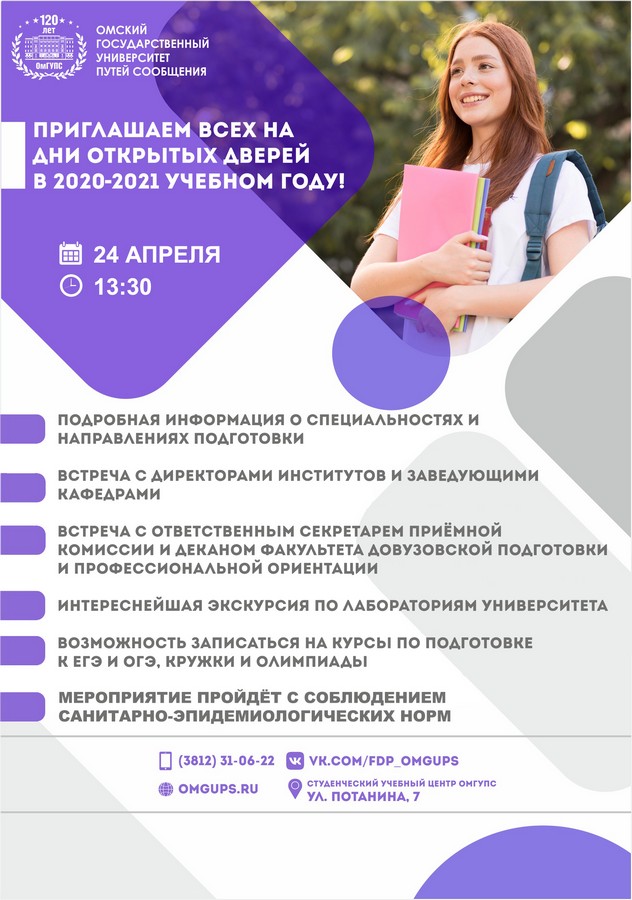 120
ЛЕТ
ОмГУПС
ОМСКИЙ
ГОСУДАРСТВЕННЫЙ
УНИВЕРСИТЕТ
ПУТЕЙ СООБЩЕНИЯ
ПРИГЛАШАЕМ ВСЕХ НА
ДНИ ОТКРЫТЫХ ДВЕРЕЙ
В 2020-2021 УЧЕБНОМ ГОДУ!
24 АПРЕЛЯ
13:30
ПОДРОБНАЯ ИНФОРМАЦИЯ О СПЕЦИАЛЬНОСТЯХ И
НАПРАВЛЕНИЯХ ПОДГОТОВКИ
ВСТРЕЧА С ДИРЕКТОРАМИ ИНСТИТУТОВ И ЗАВЕДУЮЩИМИ
КАФЕДРАМИ
ВСТРЕЧА С ОТВЕТСТВЕННЫМ СЕКРЕТАРЕМ ПРИЁМНОЙ
КОМИССИИ И ДЕКАНОМ ФАКУЛЬТЕТА ДОВУЗОВСКОЙ ПОДГОТОВКИ
И ПРОФЕССИОНАЛЬНОЙ ОРИЕНТАЦИИ
ИНТЕРЕСНЕЙШАЯ ЭКСКУРСИЯ ПО ЛАБОРАТОРИЯМ УНИВЕРСИТЕТА
ВОЗМОЖНОСТЬ ЗАПИСАТЬСЯ НА КУРСЫ ПО ПОДГОТОВКЕ
К ЕГЭ И ОГЭ, КРУЖКИ И ОЛИМПИАДЫ
МЕРОПРИЯТИЕ ПРОЙДЁТ С СОБЛЮДЕНИЕМ
САНИТАРНО-ЭПИДЕМИОЛОГИЧЕСКИХ НОРМ
(3812) 31-06-22 VK.COM/FDP_OMGUPS
OMGUPS.RU
СТУДЕНЧЕСКИЙ УЧЕБНЫЙ ЦЕНТР ОМГУПС
УЛ. ПОТАНИНА, 7